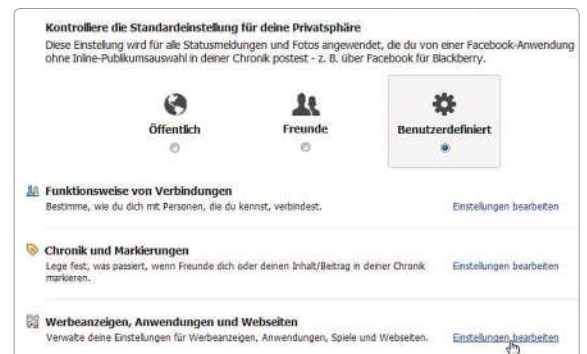 Kontrolliere die Standardeinstellung für deine Privatsphäre
Diese Einstellung wird für alle Statusmeldungen und Fotos angewendet, die du von einer Facebook-Anwendung
ohne Inline-Publikumsauswahl in deiner Chronik postest - z. B. über Facebook für Blackberry.
Öffentlich
Freunde
Benutzerdefiniert
Funktionsweise von Verbindungen
Bestimme, wie du dich mit Personen, die du kennst, verbindest.
Einstellungen bearbeiten
Chronik und Markierungen
Lege fest, was passiert, wenn Freunde dich oder deinen Inhalt/Beitrag in deiner Chronik
markieren.
Einstellungen bearbeiten
Werbeanzeigen, Anwendungen und Webseiten
Verwalte deine Einstellungen für Werbeanzeigen, Anwendungen, Spiele und Webseiten.
Einstellungen bearbeiten